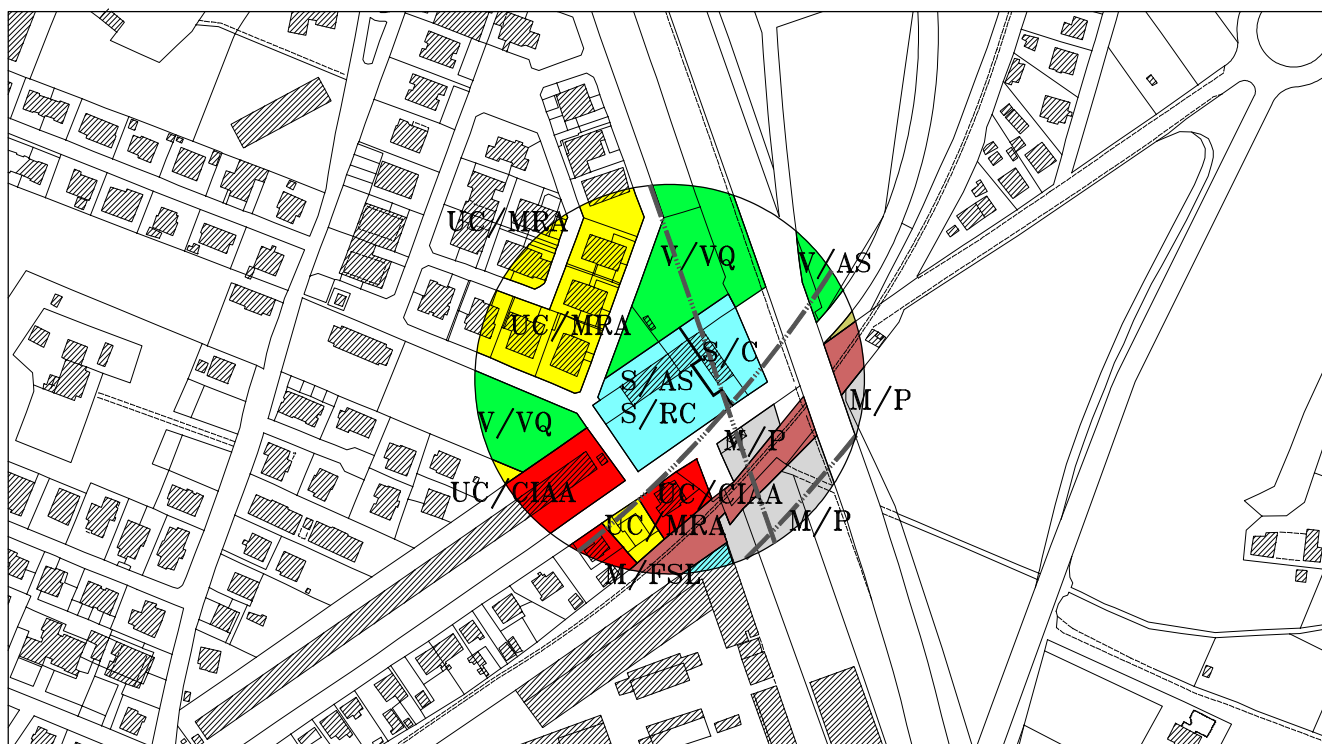 UC/MRA
V/VQ
V/AS
UC/MRA
S/C
S/AS
M/P
S/RC
V/VQ
M/P
UC/CIAA
UC/CIAA
UC/MRA
M/P
M/FSL